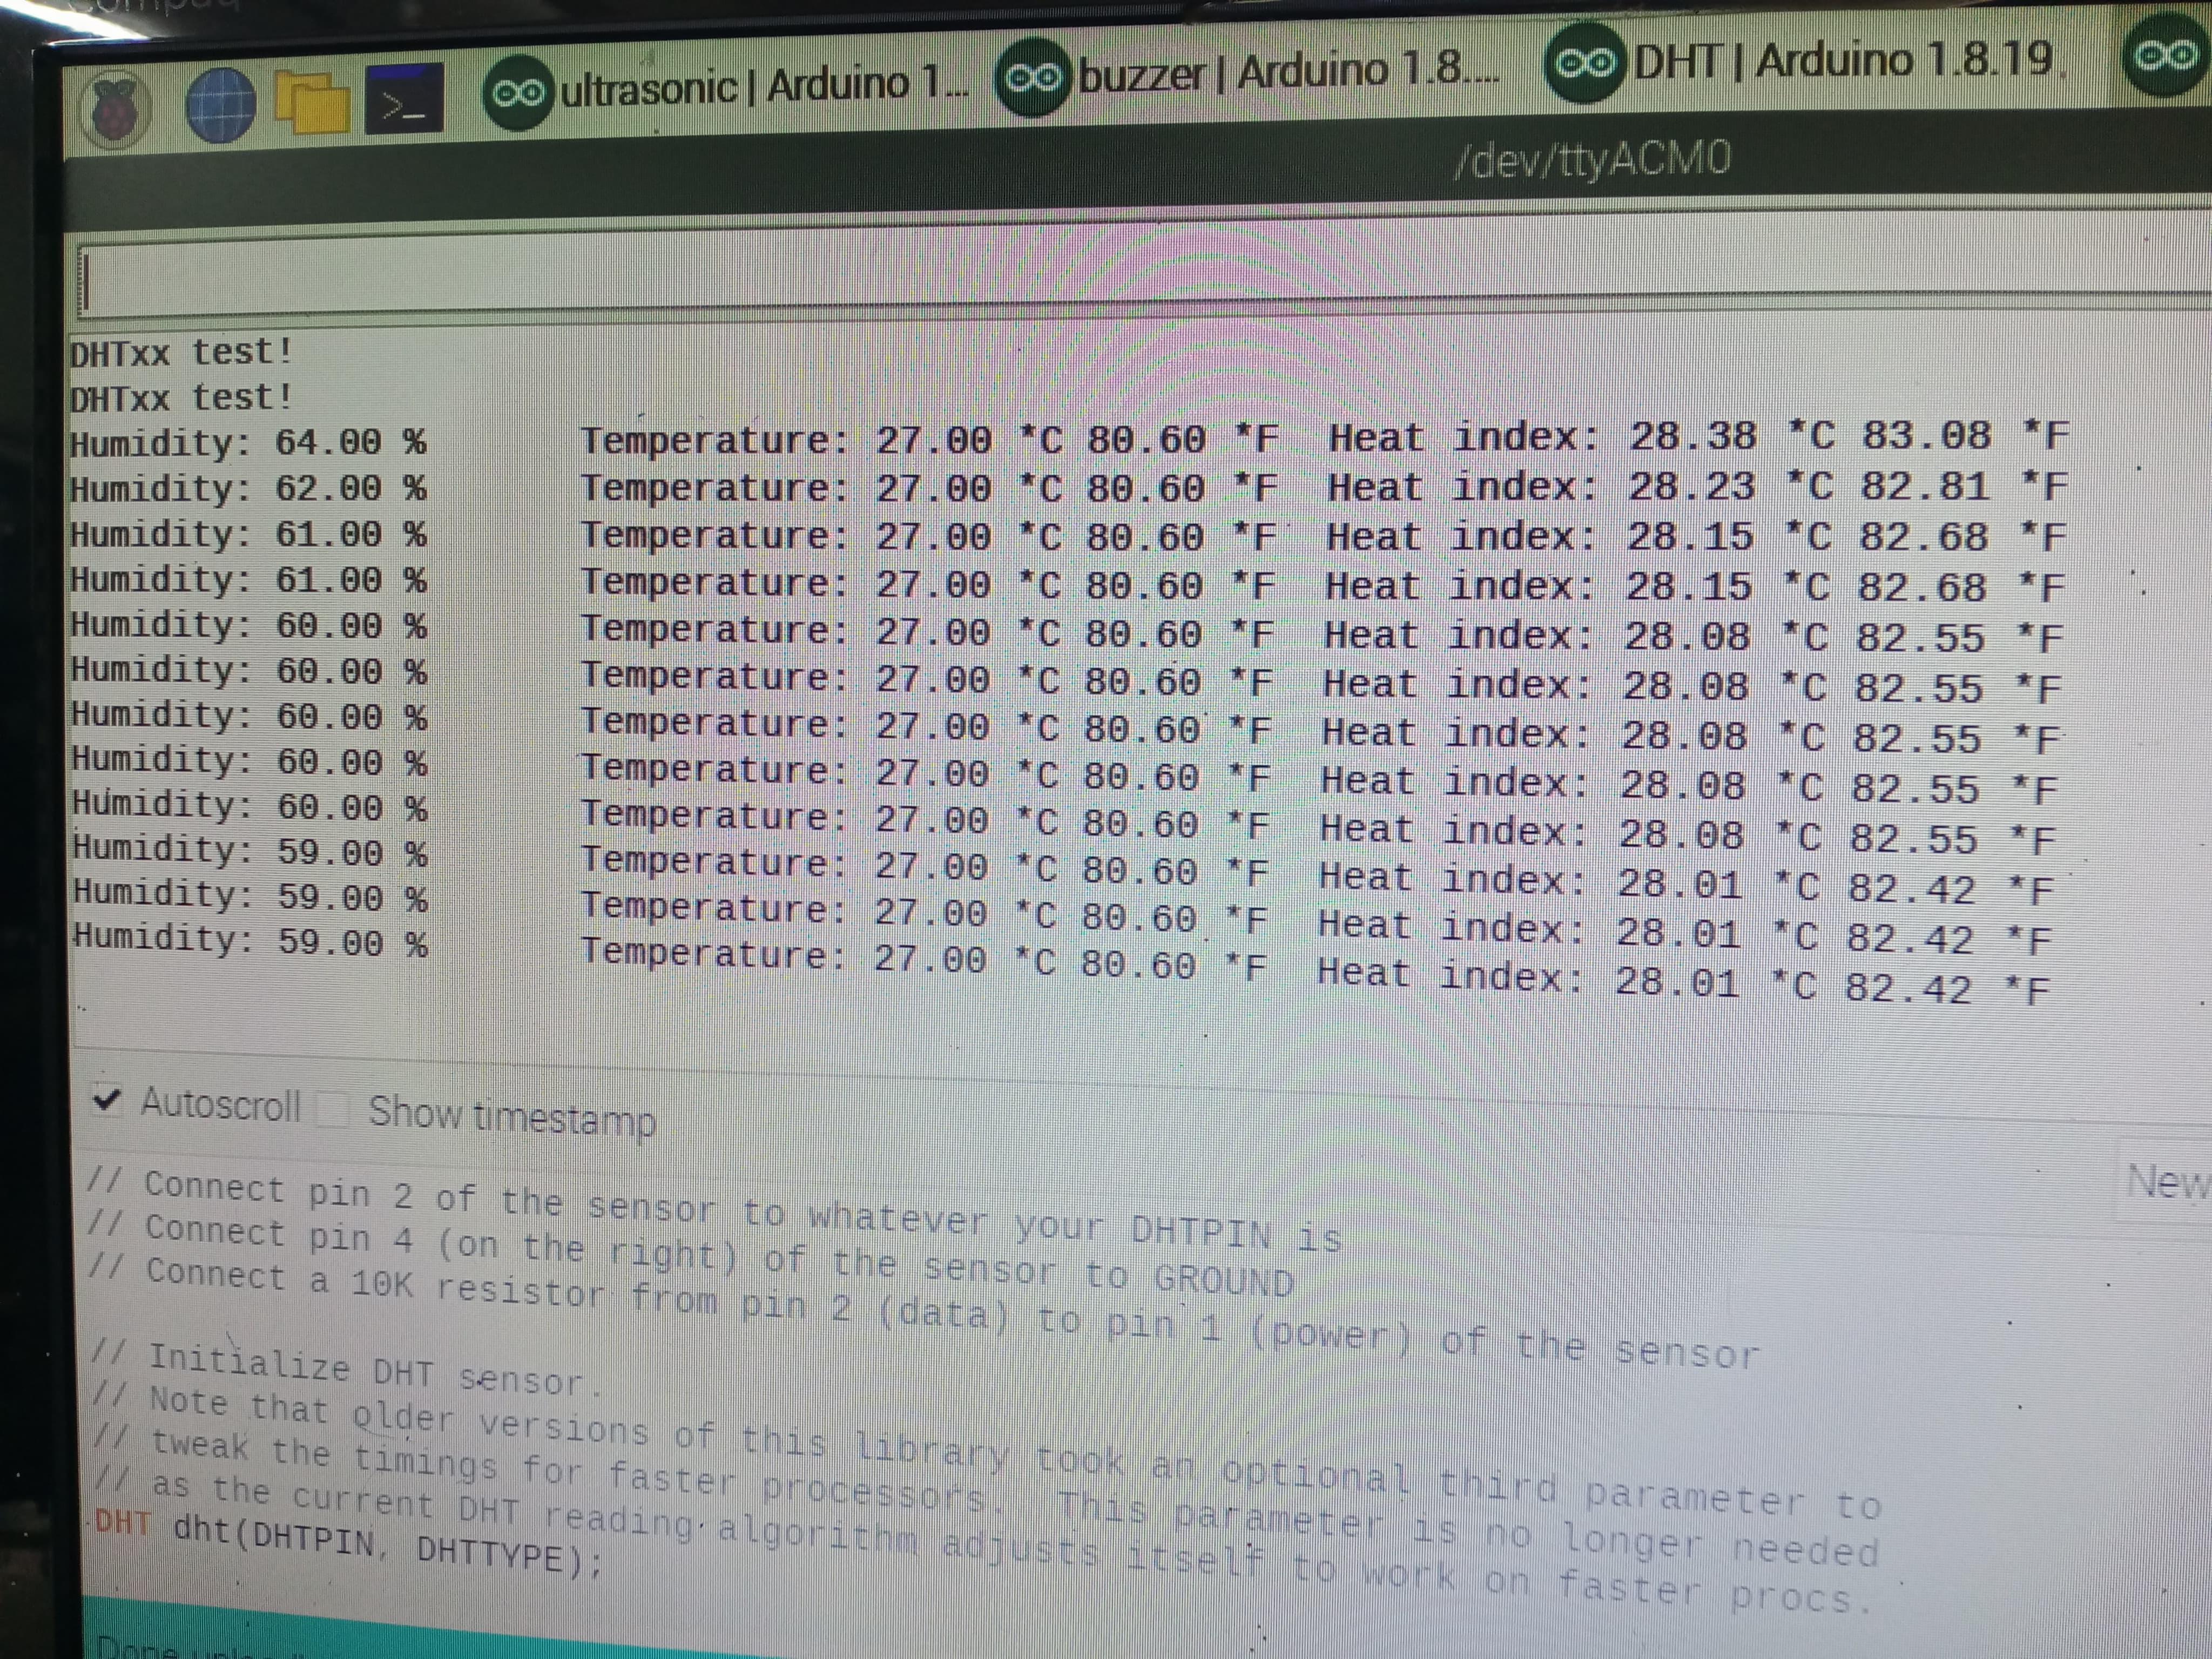 ultrasonic | Arduino 1... buzzer | Arduino 1.8.... DHT | Arduino 1.8.19
/dev/ttyACM0
DHTxx test!
DHTxx test!
Humidity: 64.00 % Temperature: 27.00 *C 80.60 *F Heat index: 28.38 *C 83.08 *F
Humidity: 62.00 % Temperature: 27.00 *C 80.60 *F Heat index: 28.23 *C 82.81 *F
Humidity: 61.00 % Temperature: 27.00 *C 80.60 *F Heat index: 28.15 *C 82.68 *F
Humidity: 61.00 % Temperature: 27.00 *C 80.60 *F Heat index: 28.15 *C 82.68 *F
Humidity: 60.00 % Temperature: 27.00 *C 80.60 *F Heat index: 28.08 *C 82.55 *F
Humidity: 60.00 % Temperature: 27.00 *C 80.60 *F Heat index: 28.08 *C 82.55 *F
Humidity: 60.00 % Temperature: 27.00 *C 80.60 *F Heat index: 28.08 *C 82.55 *F
Humidity: 60.00 % Temperature: 27.00 *C 80.60 *F Heat index: 28.08 *C 82.55 *F
Humidity: 60.00 % Temperature: 27.00 *C 80.60 *F Heat index: 28.08 *C 82.55 *F
Humidity: 59.00 % Temperature: 27.00 *C 80.60 *F Heat index: 28.01 *C 82.42 *F
Humidity: 59.00 % Temperature: 27.00 *C 80.60 *F Heat index: 28.01 *C 82.42 *F
Humidity: 59.00 % Temperature: 27.00 *C 80.60 *F Heat index: 28.01 *C 82.42 *F
Autoscroll Show timestamp
New
// Connect pin 2 of the sensor to whatever your DHTPIN is
// Connect pin 4 (on the right) of the sensor to GROUND
// Connect a 10K resistor from pin 2 (data) to pin 1 (power) of the sensor
// Initialize DHT sensor.
// Note that older versions of this library took an optional third parameter to
// tweak the timings for faster processors. This parameter is no longer needed
// as the current DHT reading algorithm adjusts itself to work on faster procs.
DHT dht(DHTPIN, DHTTYPE);